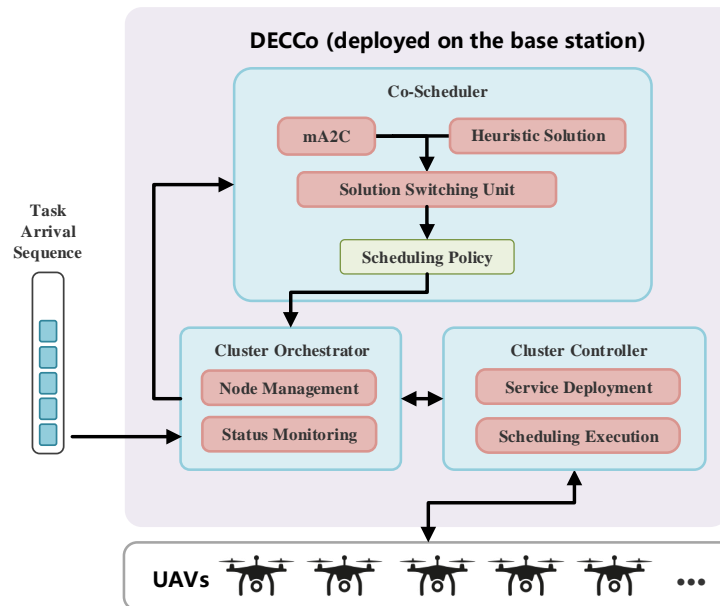 DECCo (deployed on the base station)
Co-Scheduler
mA2C
Heuristic Solution
Solution Switching Unit
Scheduling Policy
Task
Arrival
Sequence
Cluster Orchestrator
Node Management
Status Monitoring
Cluster Controller
Service Deployment
Scheduling Execution
UAVs